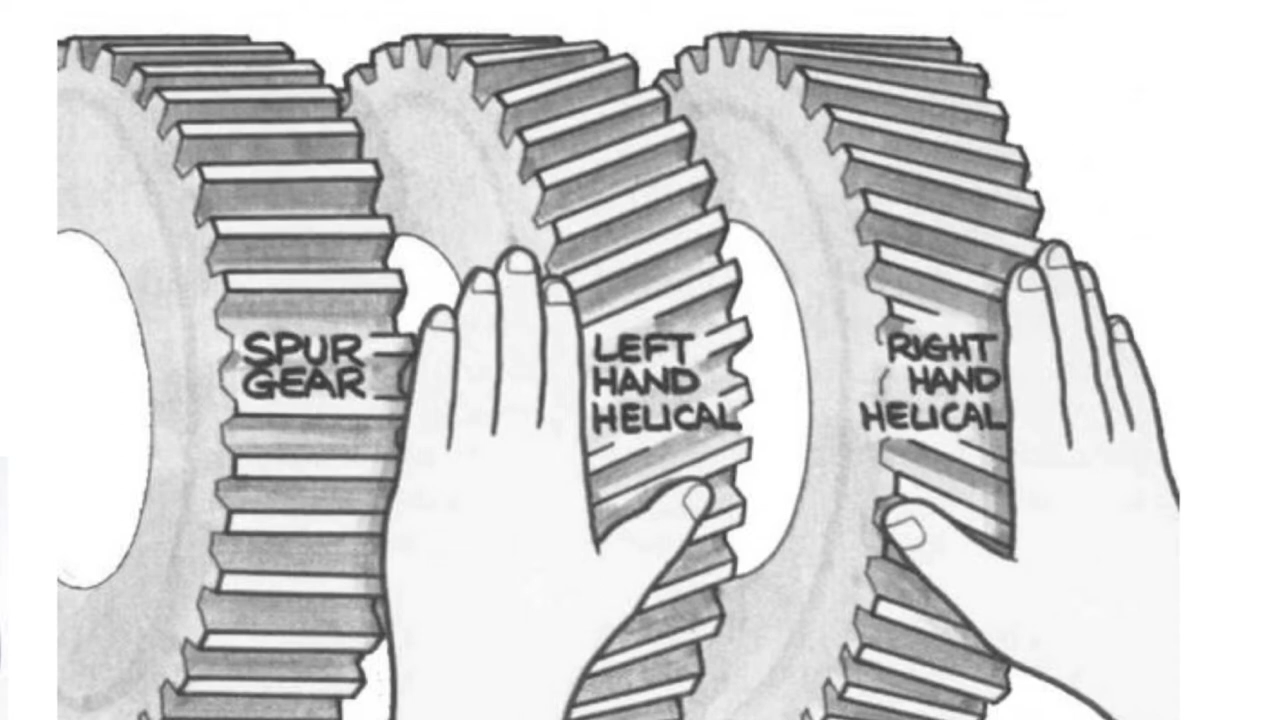 SPUR
GEAR
LEFT
HAND
HELICAL
RIGHT
HAND
HELICAL